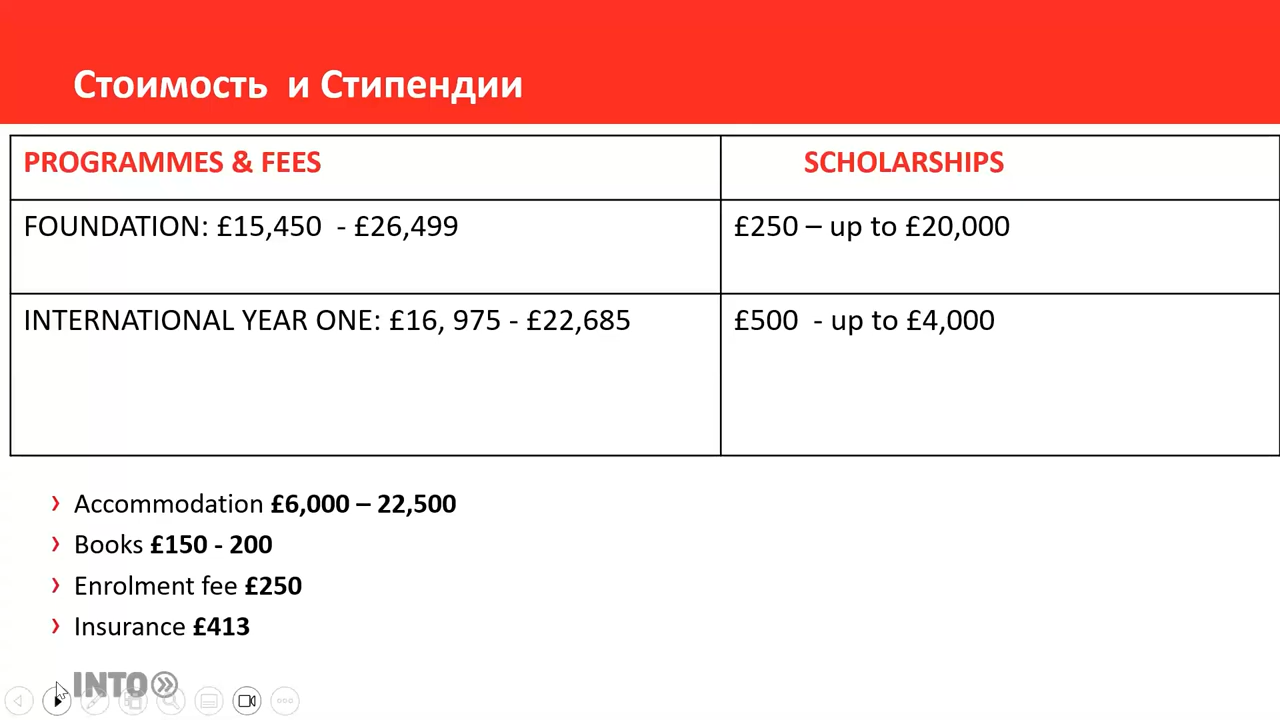 Стоимость и Стипендии
PROGRAMMES & FEES
SCHOLARSHIPS
FOUNDATION: £15,450 - £26,499
£250 – up to £20,000
INTERNATIONAL YEAR ONE: £16, 975 - £22,685
£500 - up to £4,000
Accommodation £6,000 – 22,500
Books £150 - 200
Enrolment fee £250
Insurance £413
INTO